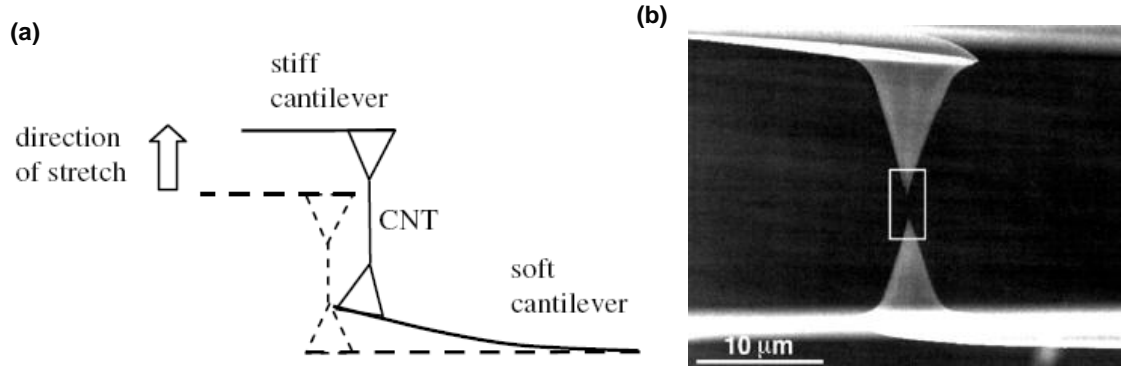 (a)
stiff
cantilever
direction
of stretch
CNT
soft
cantilever
(b)
10 μm